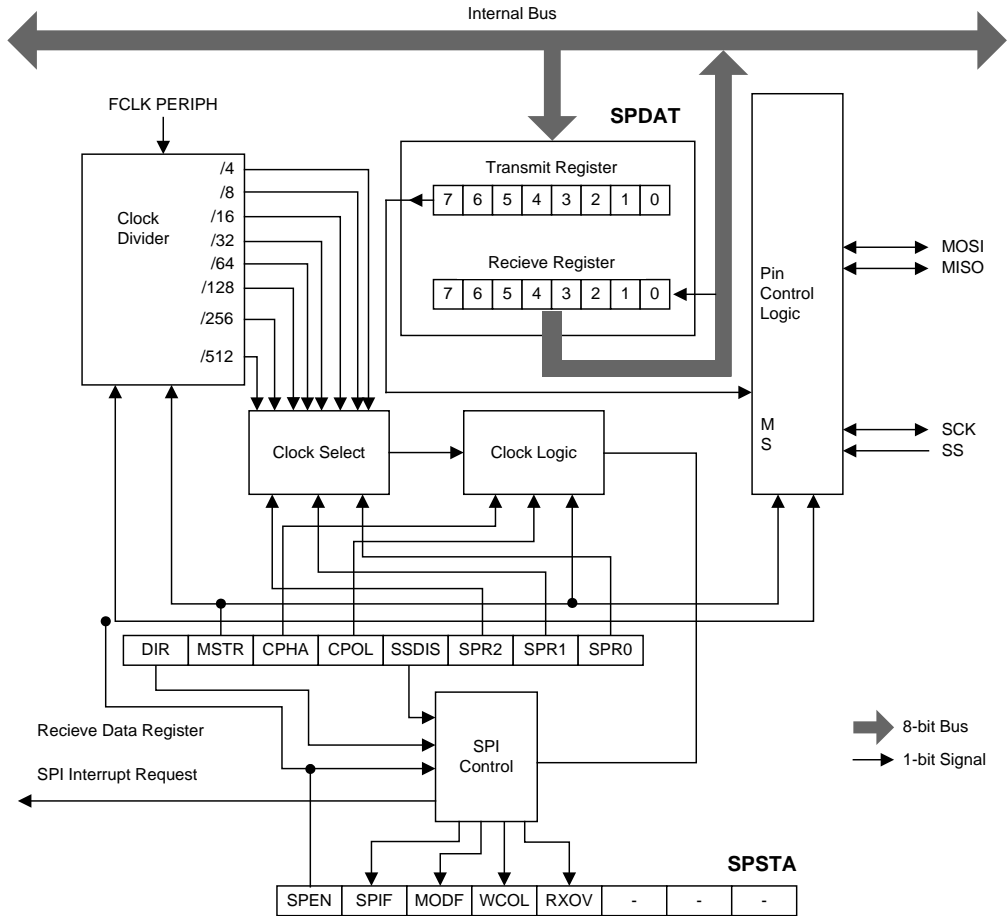 Internal Bus
FCLK PERIPH
SPDAT
Clock
Divider
/4
/8
/16
/32
/64
/128
/256
/512
Transmit Register
7 6 5 4 3 2 1 0
Recieve Register
7 6 5 4 3 2 1 0
Pin
Control
Logic
M
S
MOSI
MISO
SCK
SS
Clock Select
Clock Logic
DIR MSTR CPHA CPOL SSDIS SPR2 SPR1 SPR0
Recieve Data Register
SPI Interrupt Request
SPI
Control
8-bit Bus
1-bit Signal
SPSTA
SPEN SPIF MODF WCOL RXOV - - -